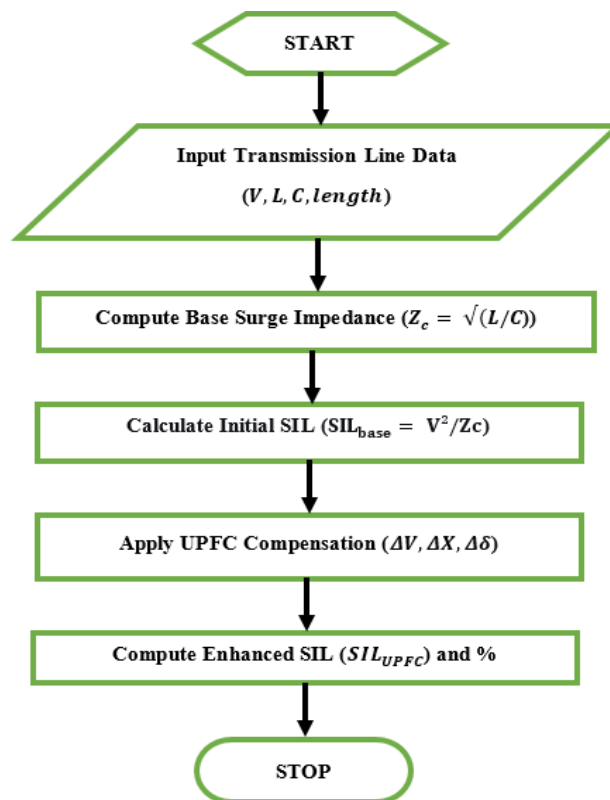 START
Input Transmission Line Data
(V, L, C, length)
Compute Base Surge Impedance (Z_c = √(L/C))
Calculate Initial SIL (SIL_base = V²/Zc)
Apply UPFC Compensation (ΔV, ΔX, Δδ)
Compute Enhanced SIL (SIL_UPFC) and %
STOP